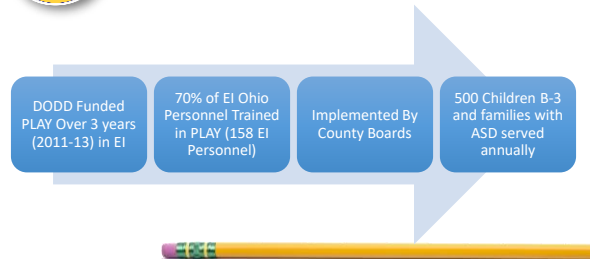 DODD Funded
PLAY Over 3 years
(2011-13) in EI
70% of EI Ohio
Personnel Trained
in PLAY (158 EI
Personnel)
Implemented By
County Boards
500 Children B-3
and families with
ASD served
annually